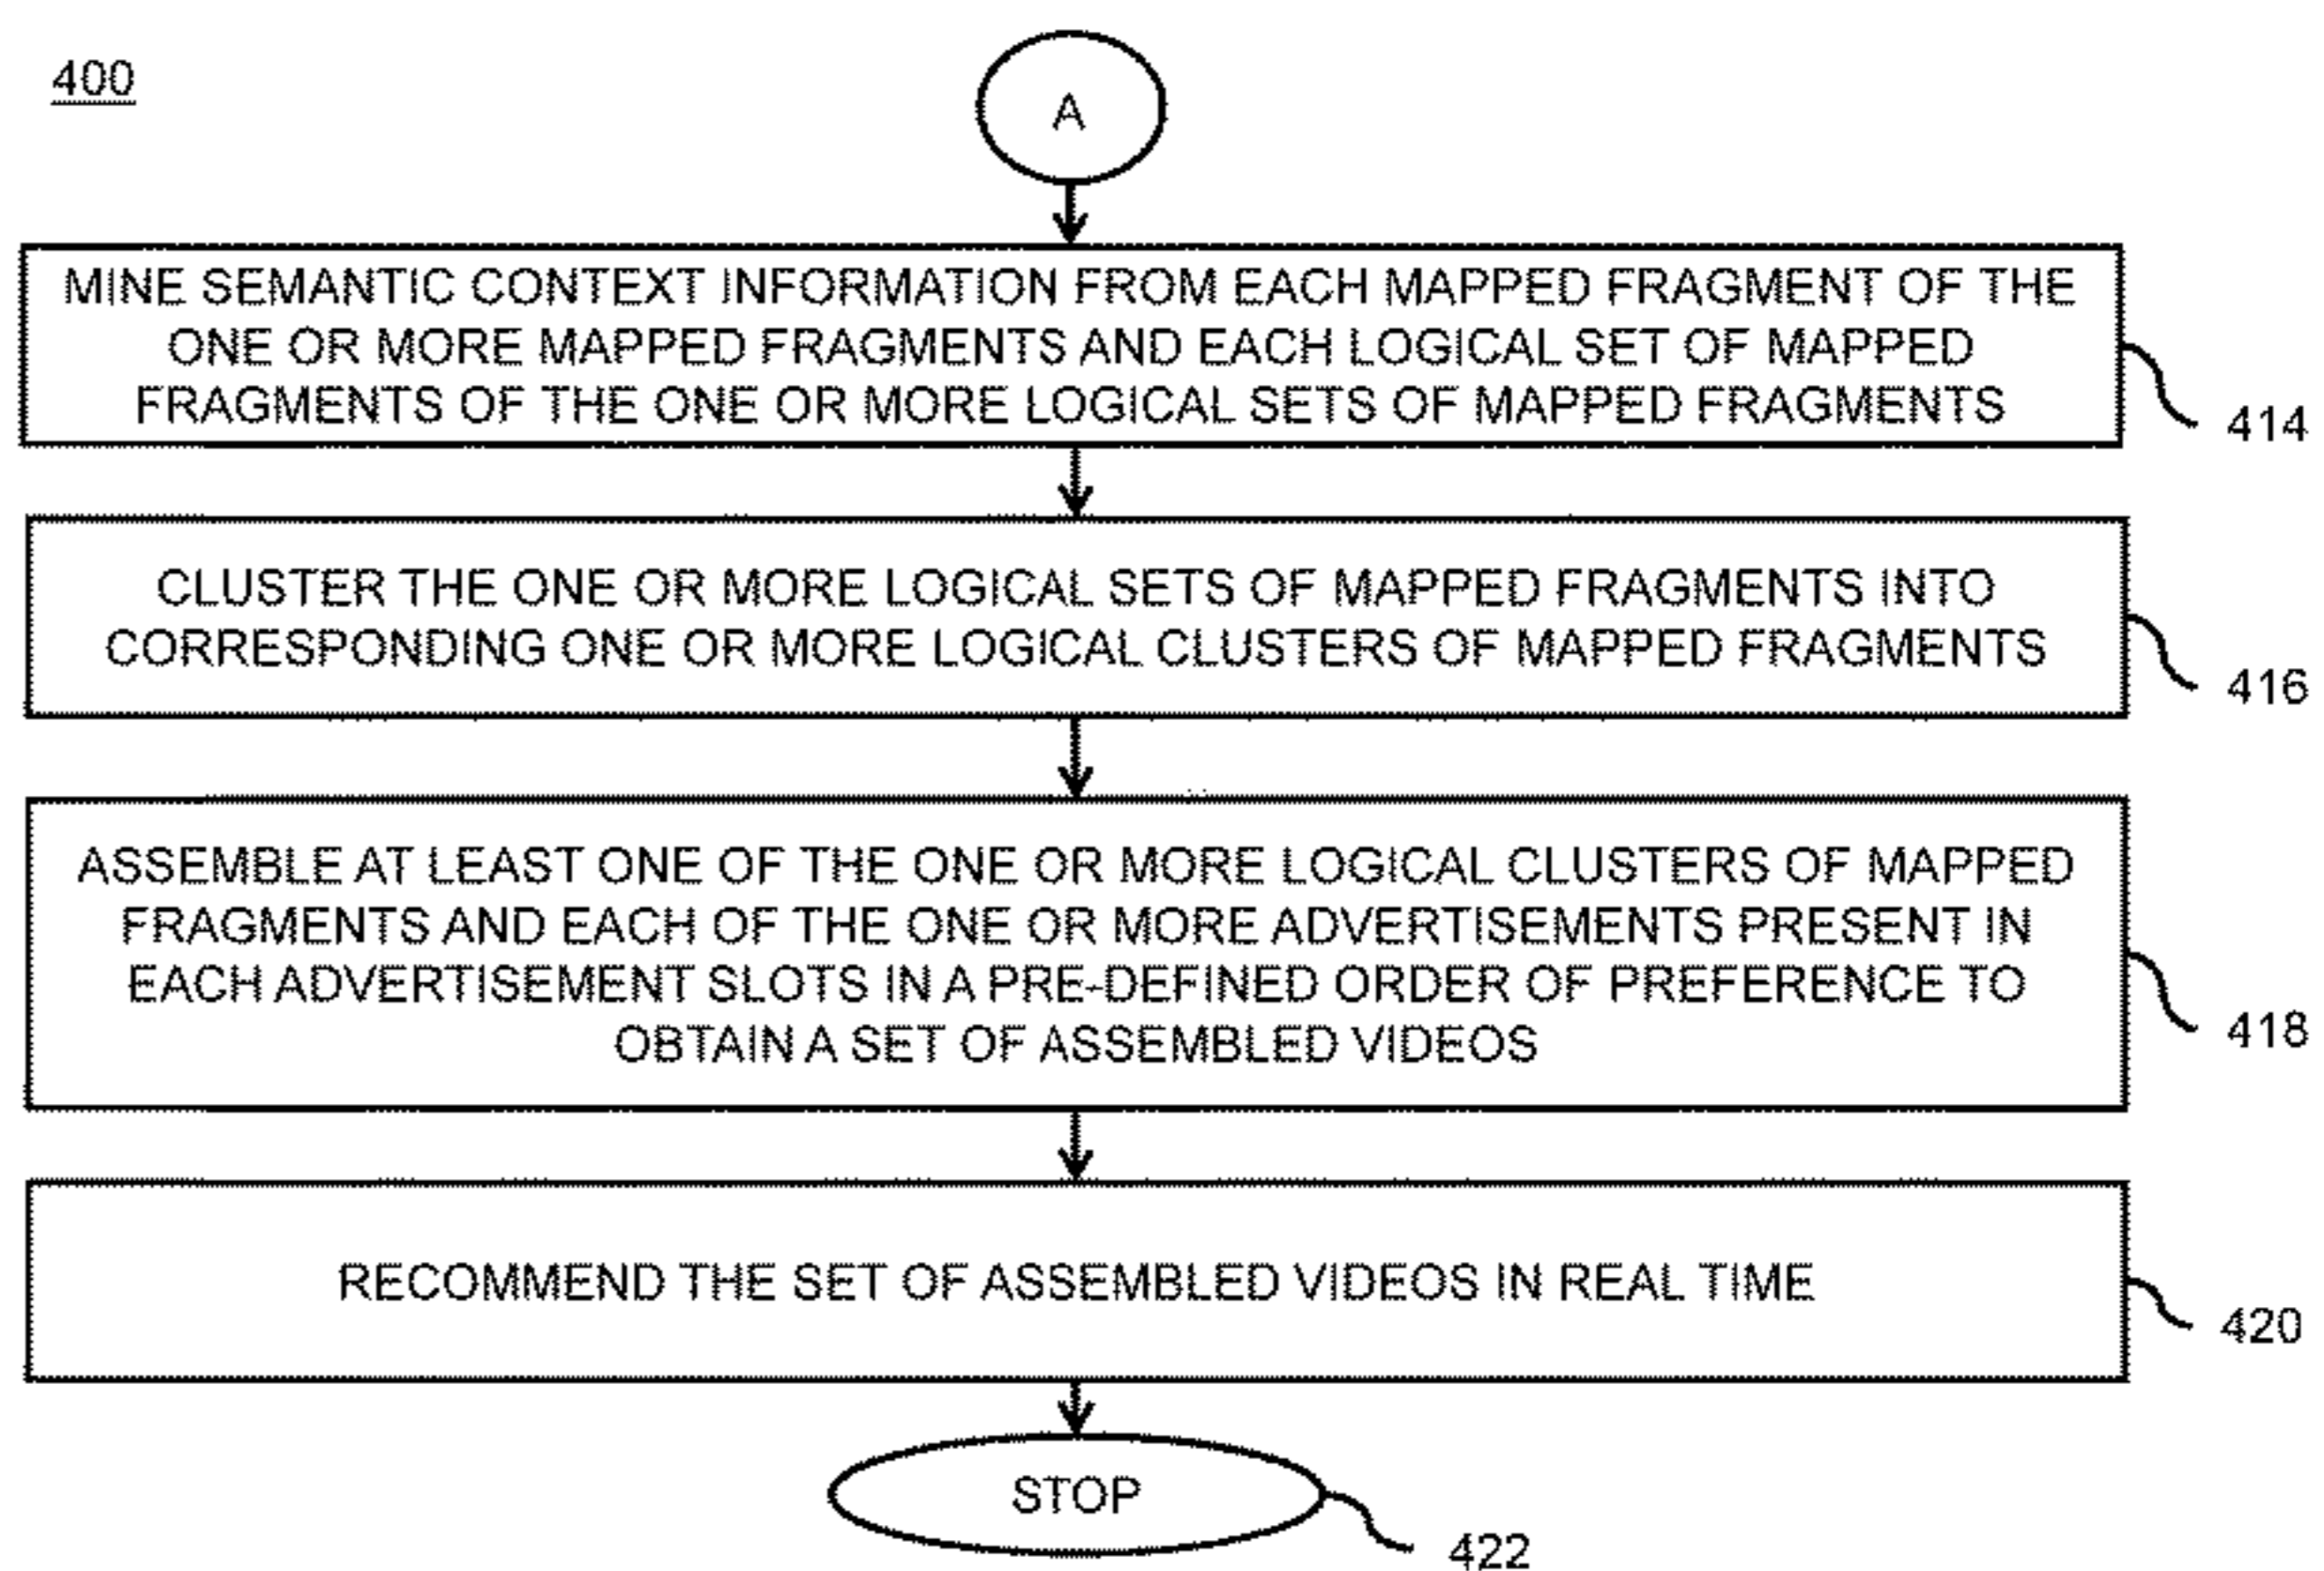 400
A
MINE SEMANTIC CONTEXT INFORMATION FROM EACH MAPPED FRAGMENT OF THE
ONE OR MORE MAPPED FRAGMENTS AND EACH LOGICAL SET OF MAPPED
FRAGMENTS OF THE ONE OR MORE LOGICAL SETS OF MAPPED FRAGMENTS
414
CLUSTER THE ONE OR MORE LOGICAL SETS OF MAPPED FRAGMENTS INTO
CORRESPONDING ONE OR MORE LOGICAL CLUSTERS OF MAPPED FRAGMENTS
416
ASSEMBLE AT LEAST ONE OF THE ONE OR MORE LOGICAL CLUSTERS OF MAPPED
FRAGMENTS AND EACH OF THE ONE OR MORE ADVERTISEMENTS PRESENT IN
EACH ADVERTISEMENT SLOTS IN A PRE-DEFINED ORDER OF PREFERENCE TO
OBTAIN A SET OF ASSEMBLED VIDEOS
418
RECOMMEND THE SET OF ASSEMBLED VIDEOS IN REAL TIME
420
STOP
422